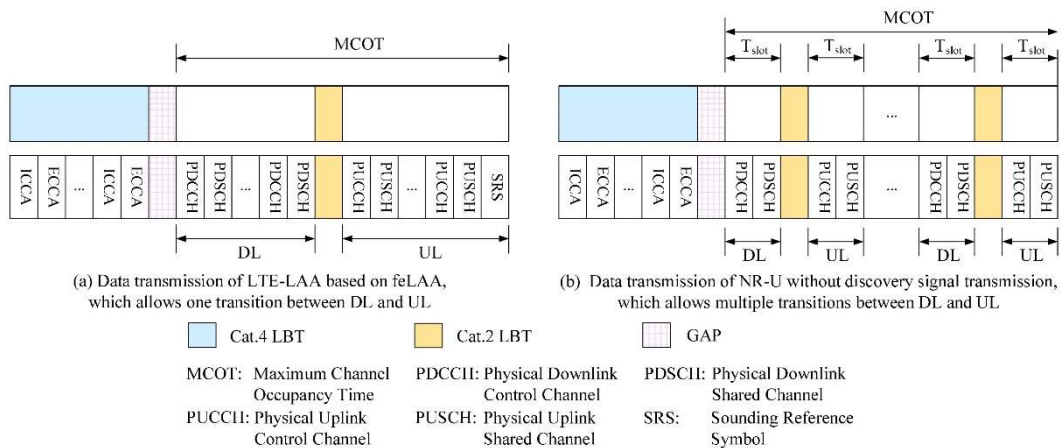 MCOT
ICCA
ECCA
...
ICCA
ECCA
PDCCH
PDSCH
...
PDCCH
PDSCH
PUCCH
PUSCH
...
PUCCH
PUSCH
SRS
DL
UL
(a) Data transmission of LTE-LAA based on feLAA,
which allows one transition between DL and UL
MCOT
Tslot
Tslot
Tslot
Tslot
...
ICCA
ECCA
...
ICCA
ECCA
PDCCH
PDSCH
PUCCH
PUSCH
...
PDCCH
PDSCH
PUCCH
PUSCH
DL
UL
DL
UL
(b) Data transmission of NR-U without discovery signal transmission,
which allows multiple transitions between DL and UL
Cat.4 LBT
Cat.2 LBT
GAP
MCOT: Maximum Channel
Occupancy Time
PDCCH: Physical Downlink
Control Channel
PDSCH: Physical Downlink
Shared Channel
PUCCH: Physical Uplink
Control Channel
PUSCH: Physical Uplink
Shared Channel
SRS: Sounding Reference
Symbol